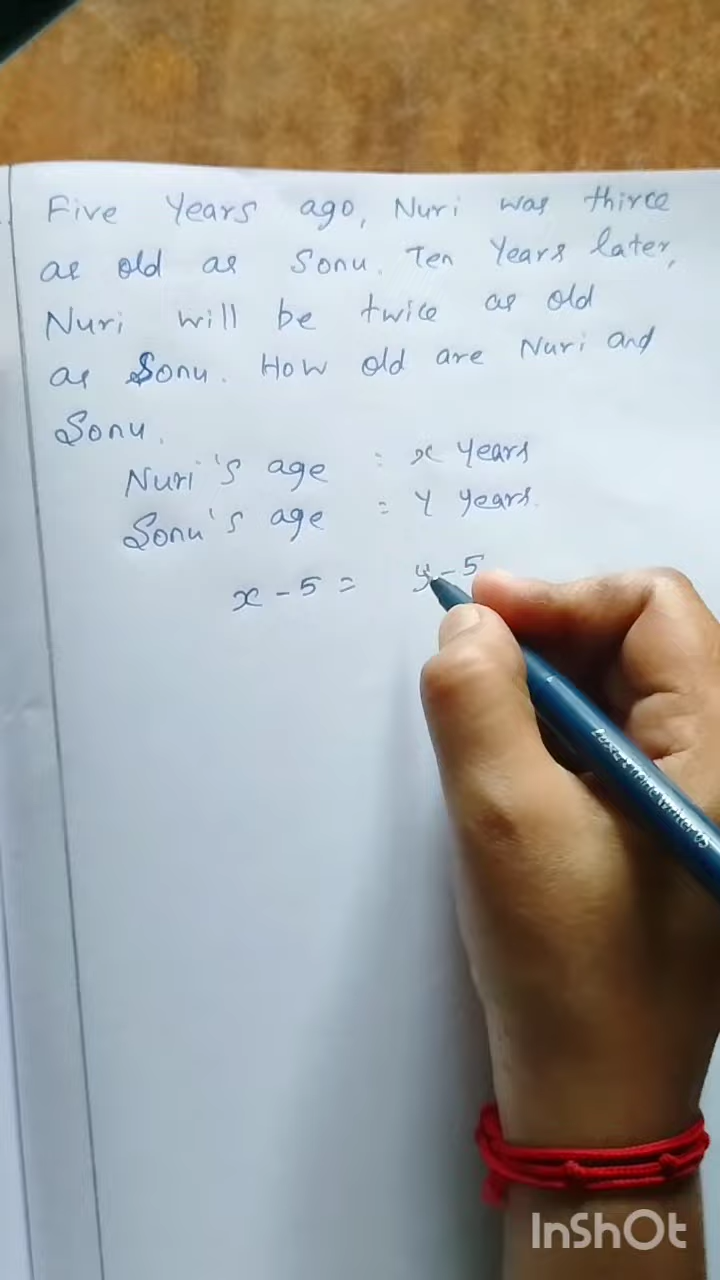 Five Years ago, Nuri was thirce
as old as Sonu. Ten Years later,
Nuri will be twice as old
as Sonu. How old are Nuri and
Sonu.
Nuri's age = x years
Sonu's age = y years.
x - 5 = y - 5
InShOt